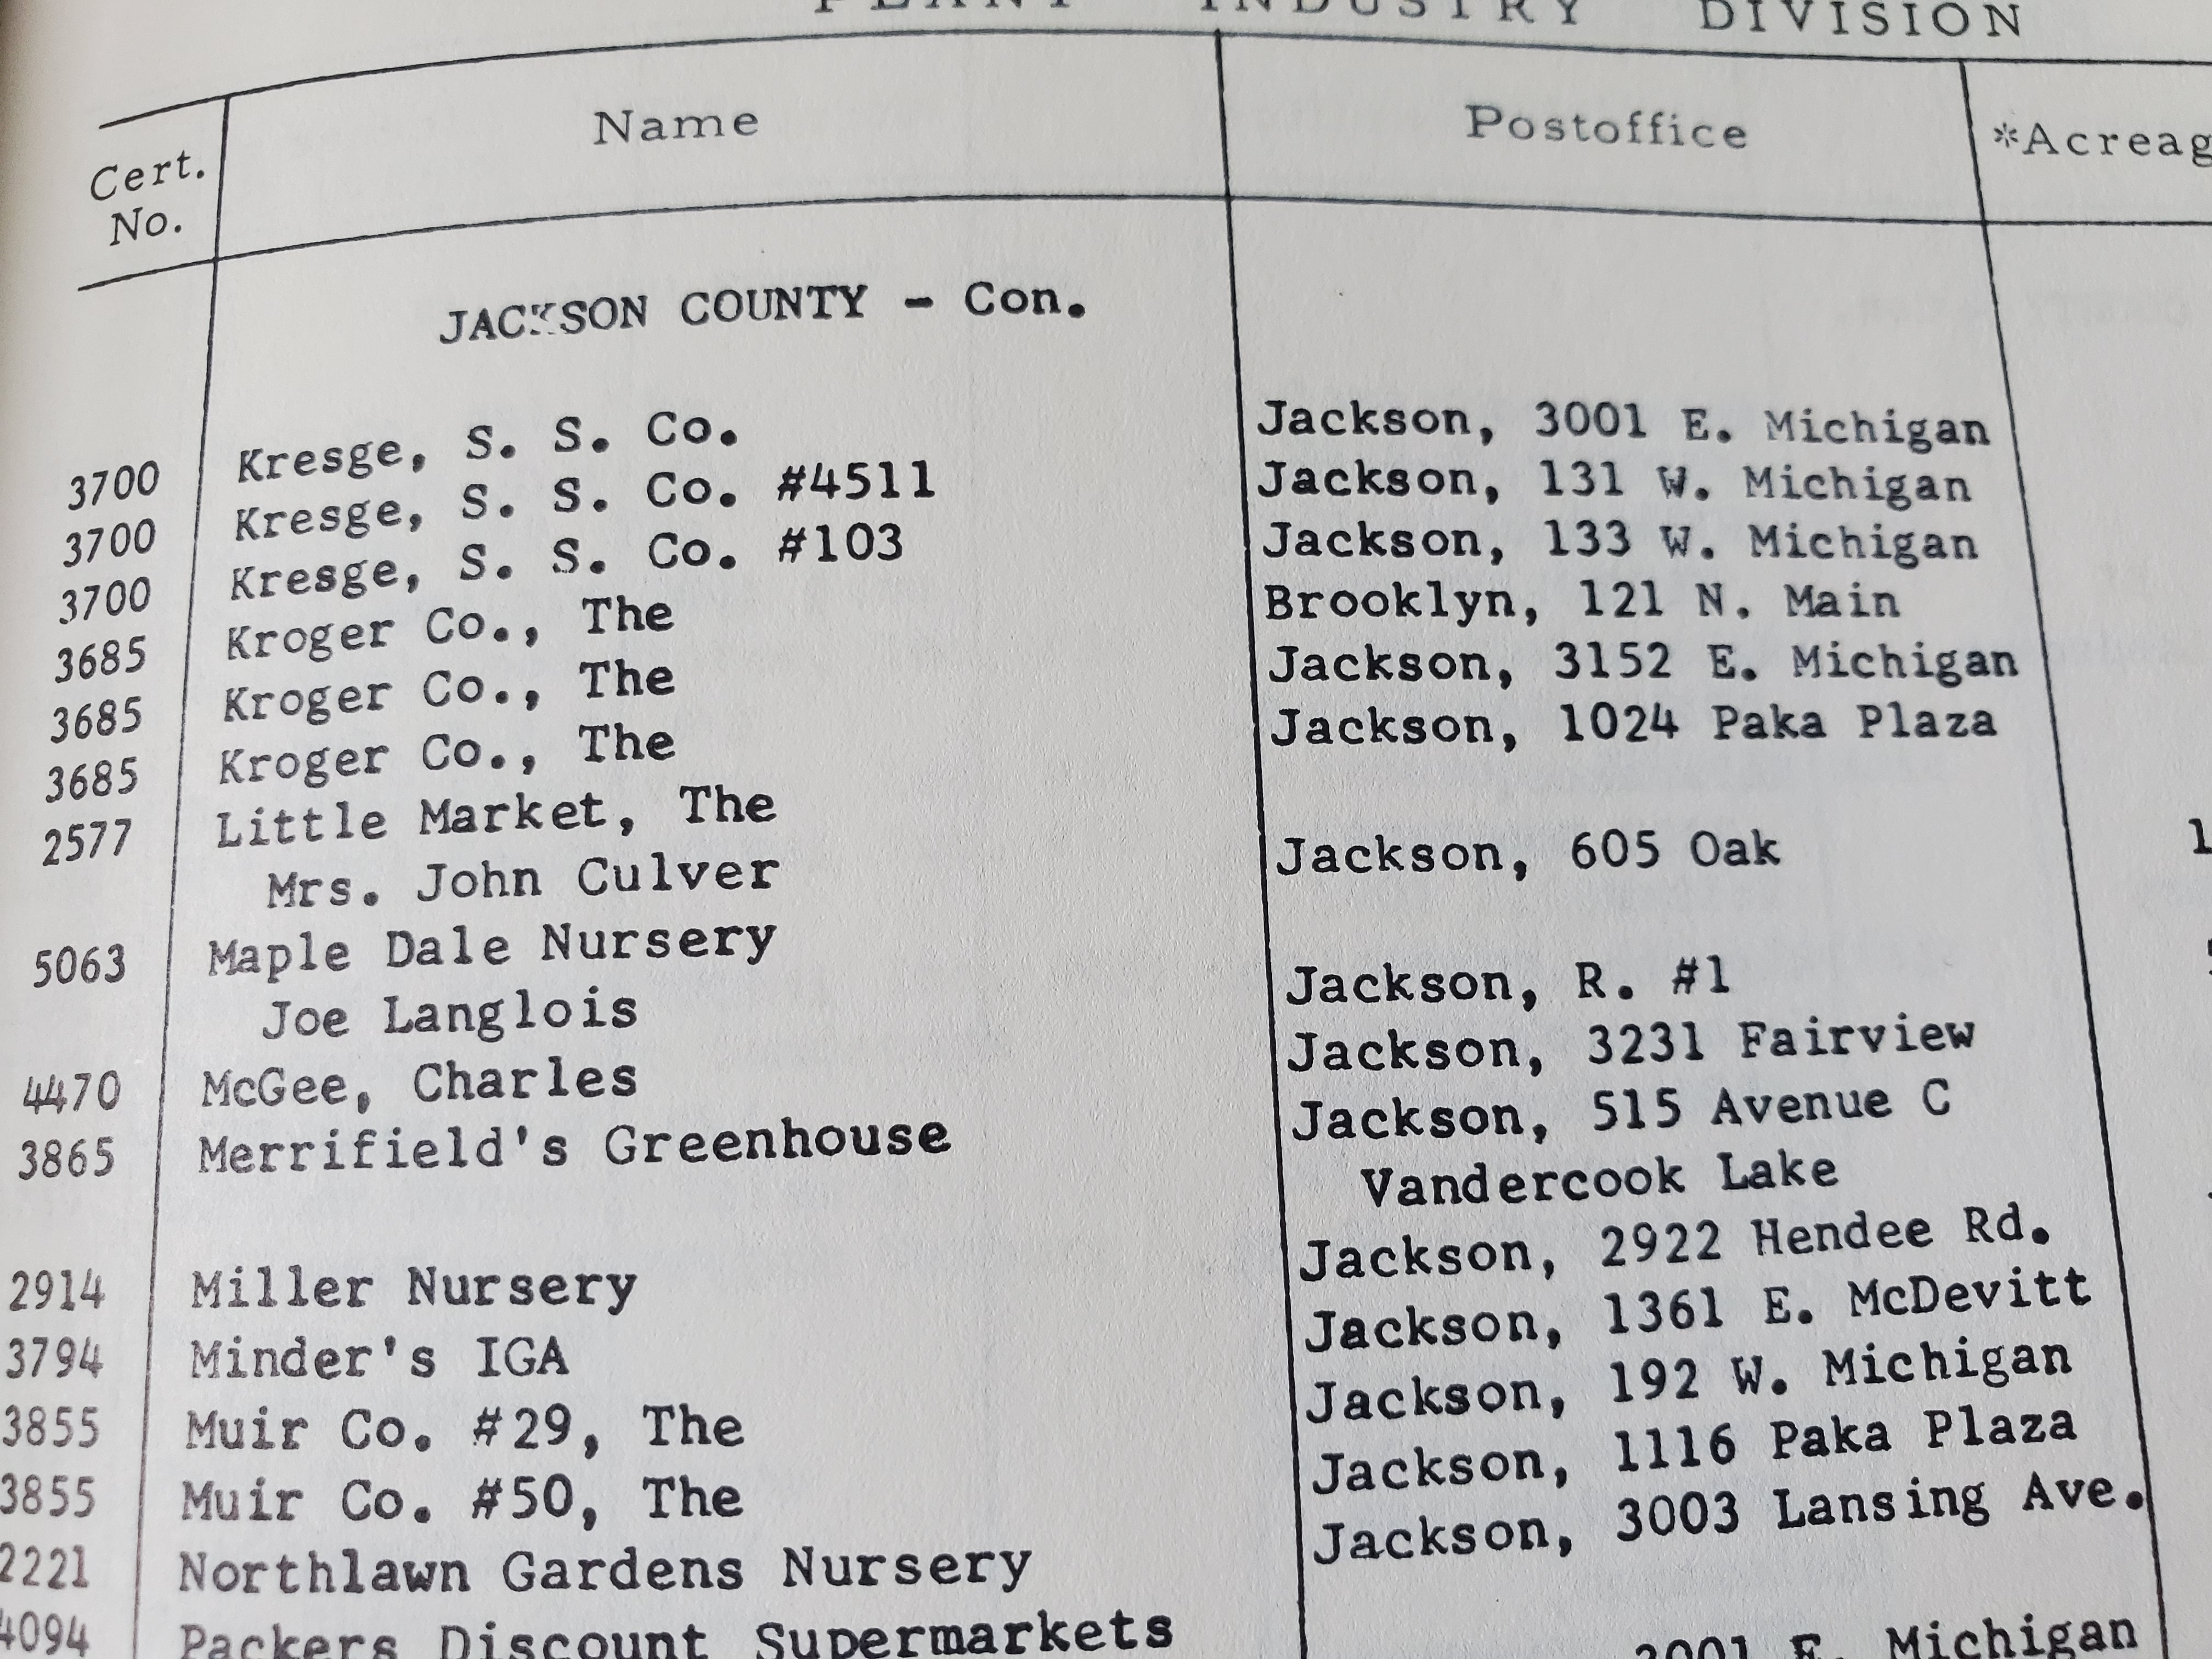 PLANT INDUSTRY DIVISION
Cert. No. Name Postoffice *Acreag
JACKSON COUNTY - Con.
3700 Kresge, S. S. Co. Jackson, 3001 E. Michigan
3700 Kresge, S. S. Co. #4511 Jackson, 131 W. Michigan
3700 Kresge, S. S. Co. #103 Jackson, 133 W. Michigan
3685 Kroger Co., The Brooklyn, 121 N. Main
3685 Kroger Co., The Jackson, 3152 E. Michigan
3685 Kroger Co., The Jackson, 1024 Paka Plaza
2577 Little Market, The
Mrs. John Culver Jackson, 605 Oak 1
5063 Maple Dale Nursery
Joe Langlois Jackson, R. #1
4470 McGee, Charles Jackson, 3231 Fairview
3865 Merrifield's Greenhouse Jackson, 515 Avenue C
Vandercook Lake
2914 Miller Nursery Jackson, 2922 Hendee Rd.
3794 Minder's IGA Jackson, 1361 E. McDevitt
3855 Muir Co. #29, The Jackson, 192 W. Michigan
3855 Muir Co. #50, The Jackson, 1116 Paka Plaza
2221 Northlawn Gardens Nursery Jackson, 3003 Lansing Ave.
4094 Packers Discount Supermarkets
3001 E. Michigan